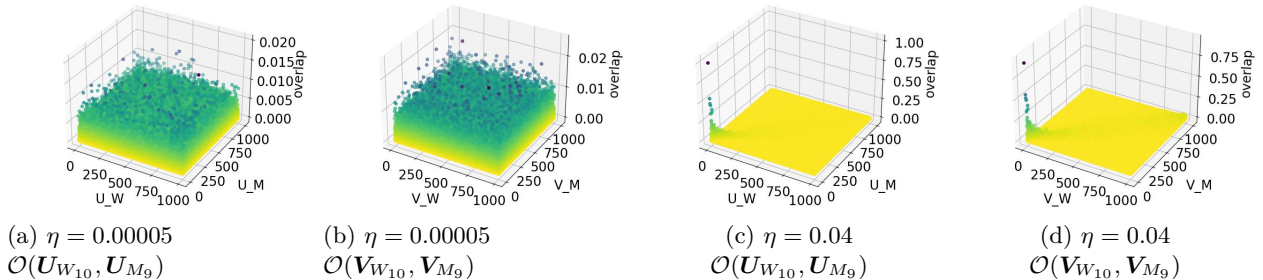 0.020
0.015
0.010
0.005
0.000
overlap
0
250
500
750
1000
U_W
0
250
500
750
1000
U_M
0.02
0.01
0.00
overlap
0
250
500
750
1000
V_W
0
250
500
750
1000
V_M
1.00
0.75
0.50
0.25
0.00
overlap
0
250
500
750
1000
U_W
0
250
500
750
1000
U_M
0.75
0.50
0.25
0.00
overlap
0
250
500
750
1000
V_W
0
250
500
750
1000
V_M
(a) η = 0.00005
𝒪(U_{W_{10}}, U_{M_9})
(b) η = 0.00005
𝒪(V_{W_{10}}, V_{M_9})
(c) η = 0.04
𝒪(U_{W_{10}}, U_{M_9})
(d) η = 0.04
𝒪(V_{W_{10}}, V_{M_9})